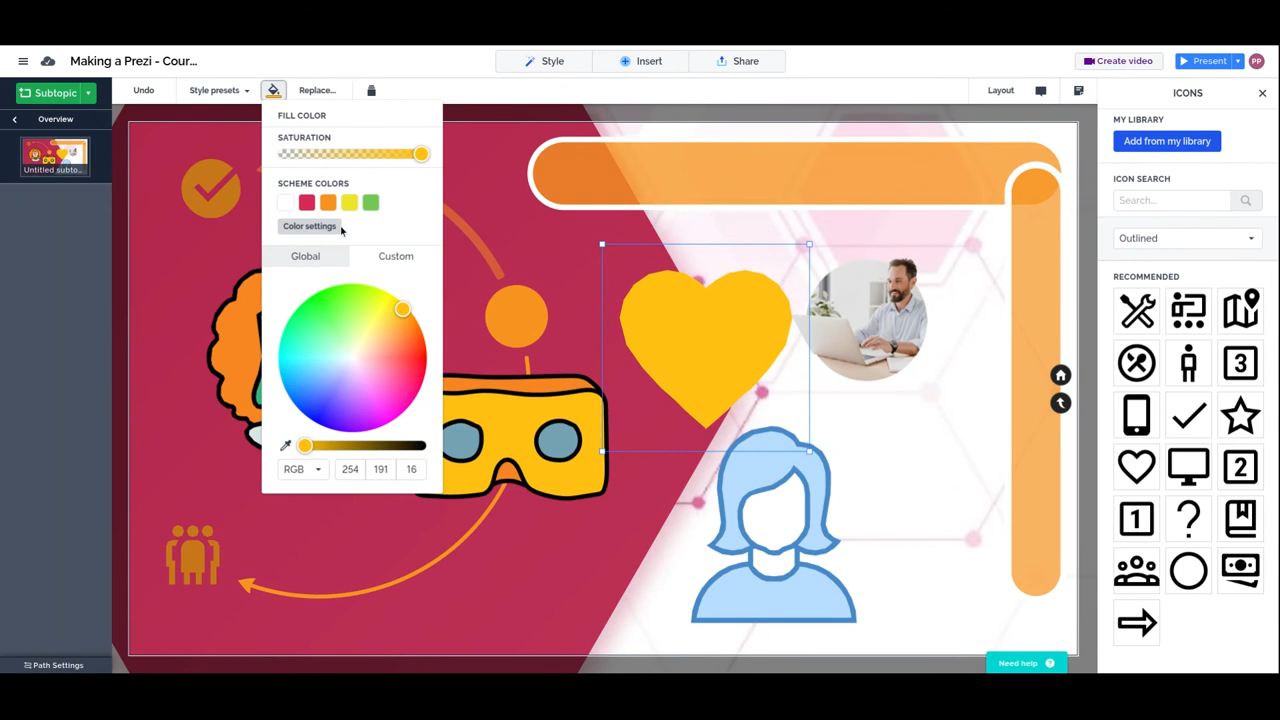 Making a Prezi - Cour...
Style
Insert
Share
Create video
Present
PP
Subtopic
Undo
Style presets
Replace...
Layout
ICONS
Overview
Untitled subto...
FILL COLOR
SATURATION
SCHEME COLORS
Color settings
Global
Custom
RGB
254
191
16
MY LIBRARY
Add from my library
ICON SEARCH
Search...
Outlined
RECOMMENDED
3
2
1
?
Path Settings
Need help ?